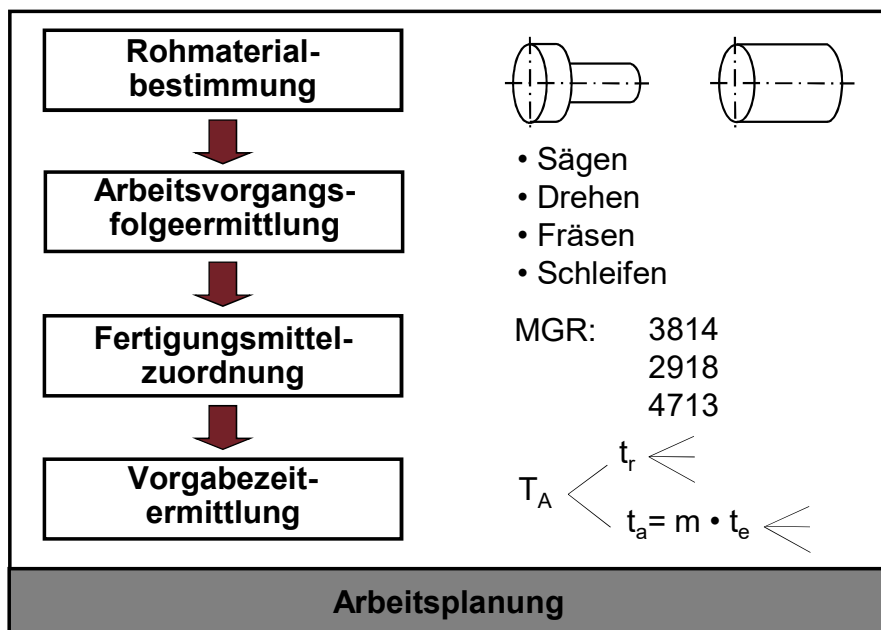 Rohmaterial-
bestimmung
Arbeitsvorgangs-
folgeermittlung
• Sägen
• Drehen
• Fräsen
• Schleifen
Fertigungsmittel-
zuordnung
MGR: 3814
2918
4713
Vorgabezeit-
ermittlung
T_A
t_r
t_a= m • t_e
Arbeitsplanung